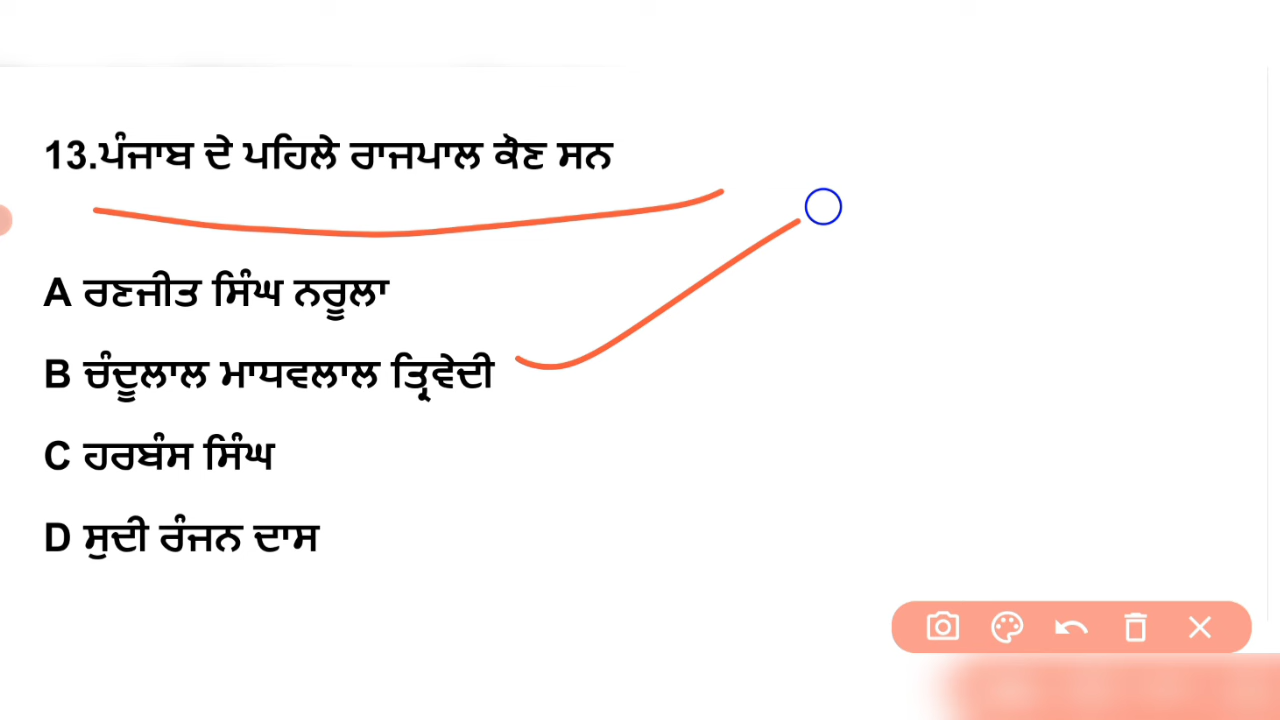 13.ਪੰਜਾਬ ਦੇ ਪਹਿਲੇ ਰਾਜਪਾਲ ਕੌਣ ਸਨ
A ਰਣਜੀਤ ਸਿੰਘ ਨਰੂਲਾ
B ਚੰਦੂਲਾਲ ਮਾਧਵਲਾਲ ਤ੍ਰਿਵੇਦੀ
C ਹਰਬੰਸ ਸਿੰਘ
D ਸੁਦੀ ਰੰਜਨ ਦਾਸ